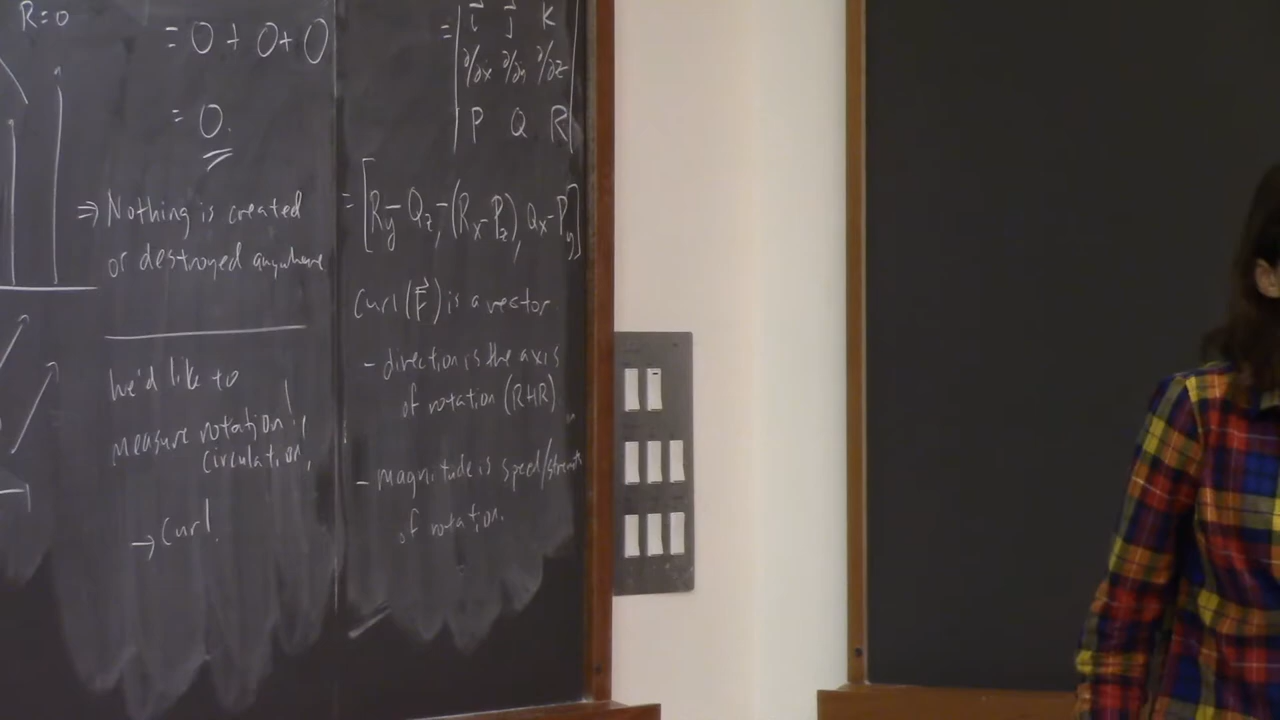 R=0
= 0 + 0 + 0
= 0.
⇒ Nothing is created
or destroyed anywhere
We'd like to
measure rotation!
circulation,
→ Curl.
= | i⃗ j⃗ k |
∂/∂x ∂/∂y ∂/∂z
P Q R |
= [Ry - Qz, -(Rx - Pz), Qx - Py]
curl(F⃗) is a vector.
- direction is the axis
of rotation (RHR)
- magnitude is speed/strength
of rotation.